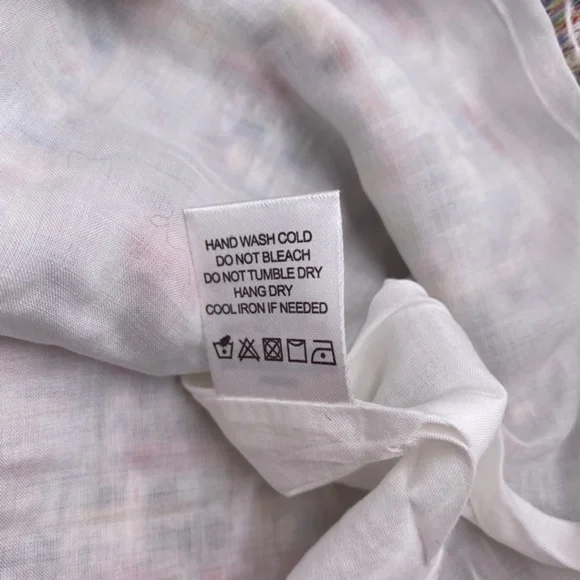 HAND WASH COLD
DO NOT BLEACH
DO NOT TUMBLE DRY
HANG DRY
COOL IRON IF NEEDED